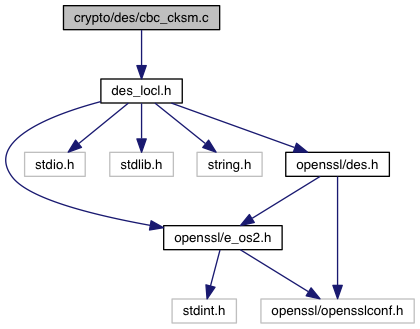 crypto/des/cbc_cksm.c
des_locl.h
stdio.h
stdlib.h
string.h
openssl/des.h
openssl/e_os2.h
stdint.h
openssl/opensslconf.h